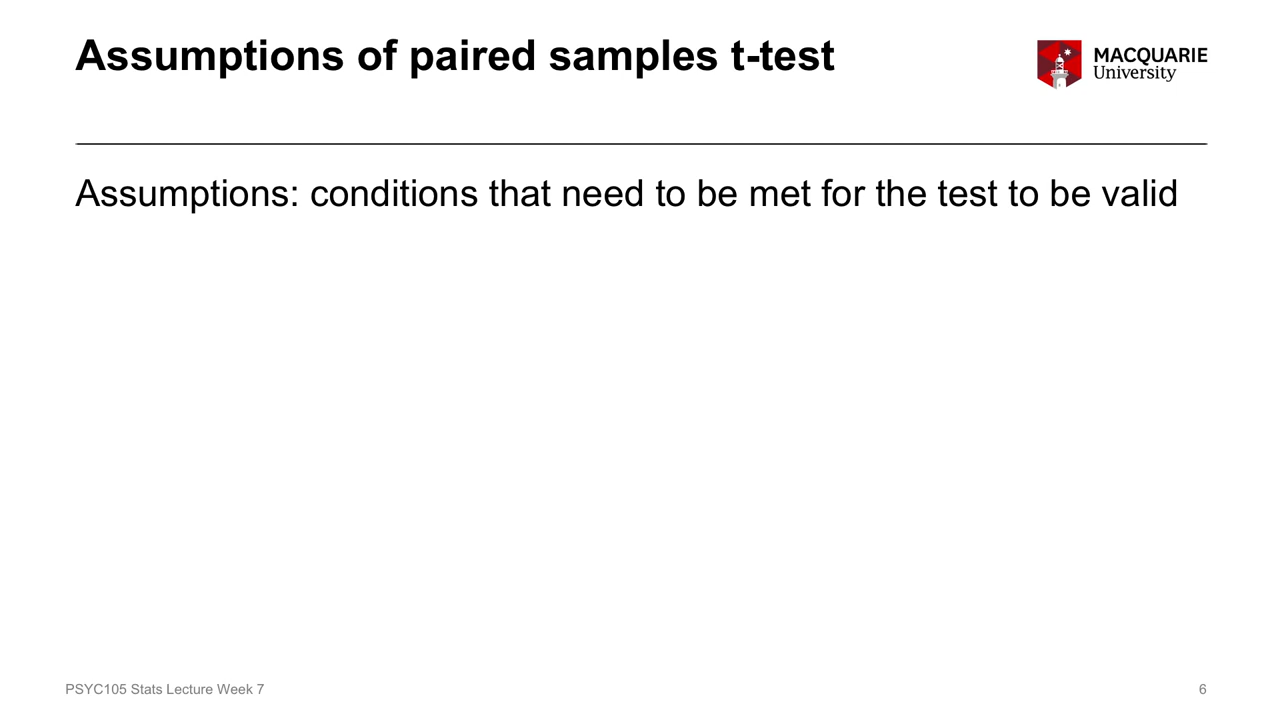 Assumptions of paired samples t-test
MACQUARIE
University
Assumptions: conditions that need to be met for the test to be valid
PSYC105 Stats Lecture Week 7
6